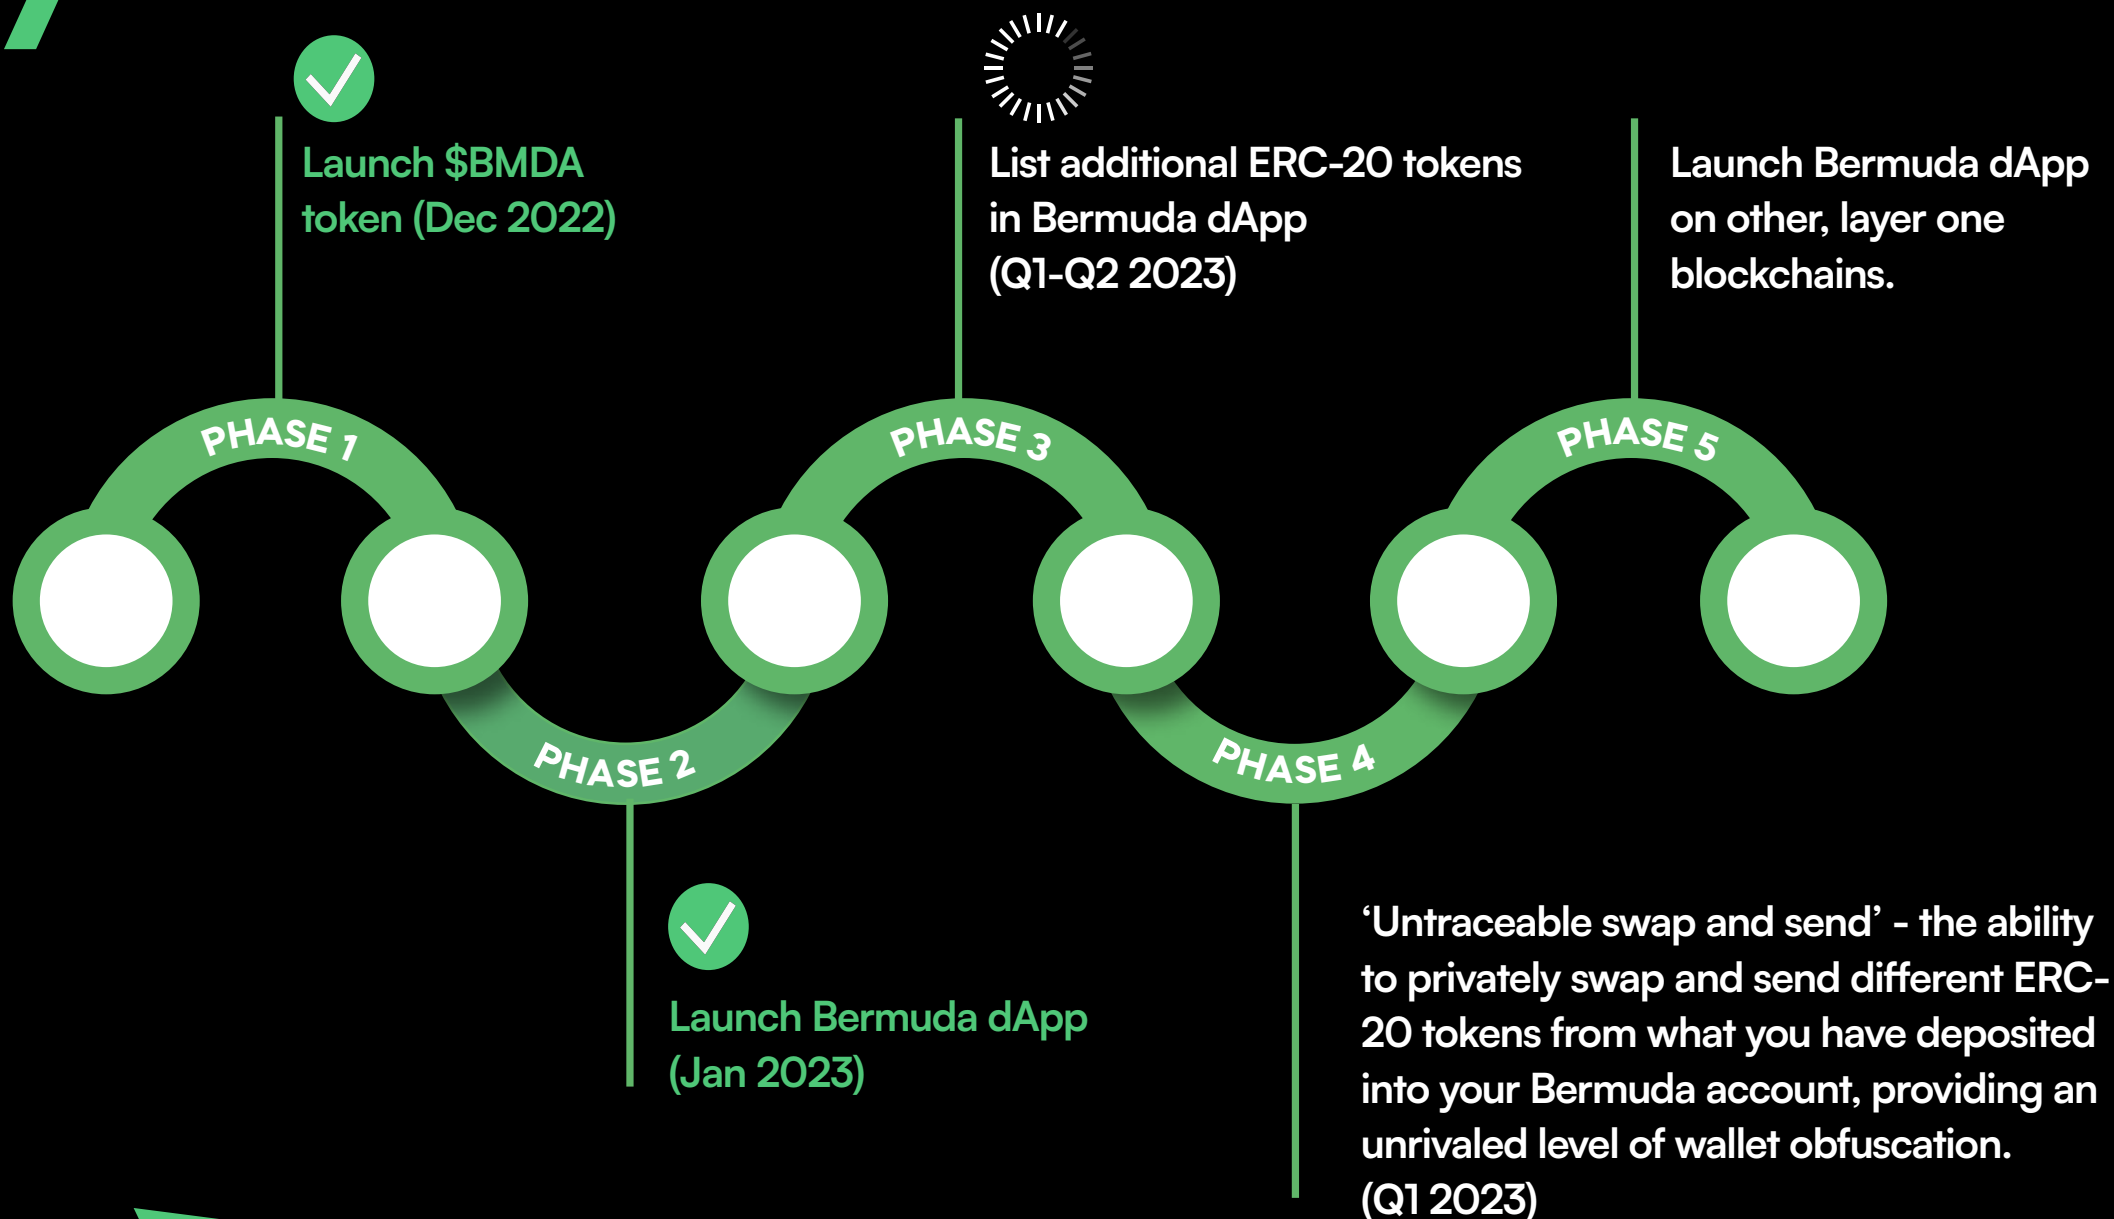 Launch $BMDA
token (Dec 2022)
PHASE 1
PHASE 2
Launch Bermuda dApp
(Jan 2023)
List additional ERC-20 tokens
in Bermuda dApp
(Q1-Q2 2023)
PHASE 3
PHASE 4
‘Untraceable swap and send’ - the ability
to privately swap and send different ERC-
20 tokens from what you have deposited
into your Bermuda account, providing an
unrivaled level of wallet obfuscation.
(Q1 2023)
Launch Bermuda dApp
on other, layer one
blockchains.
PHASE 5